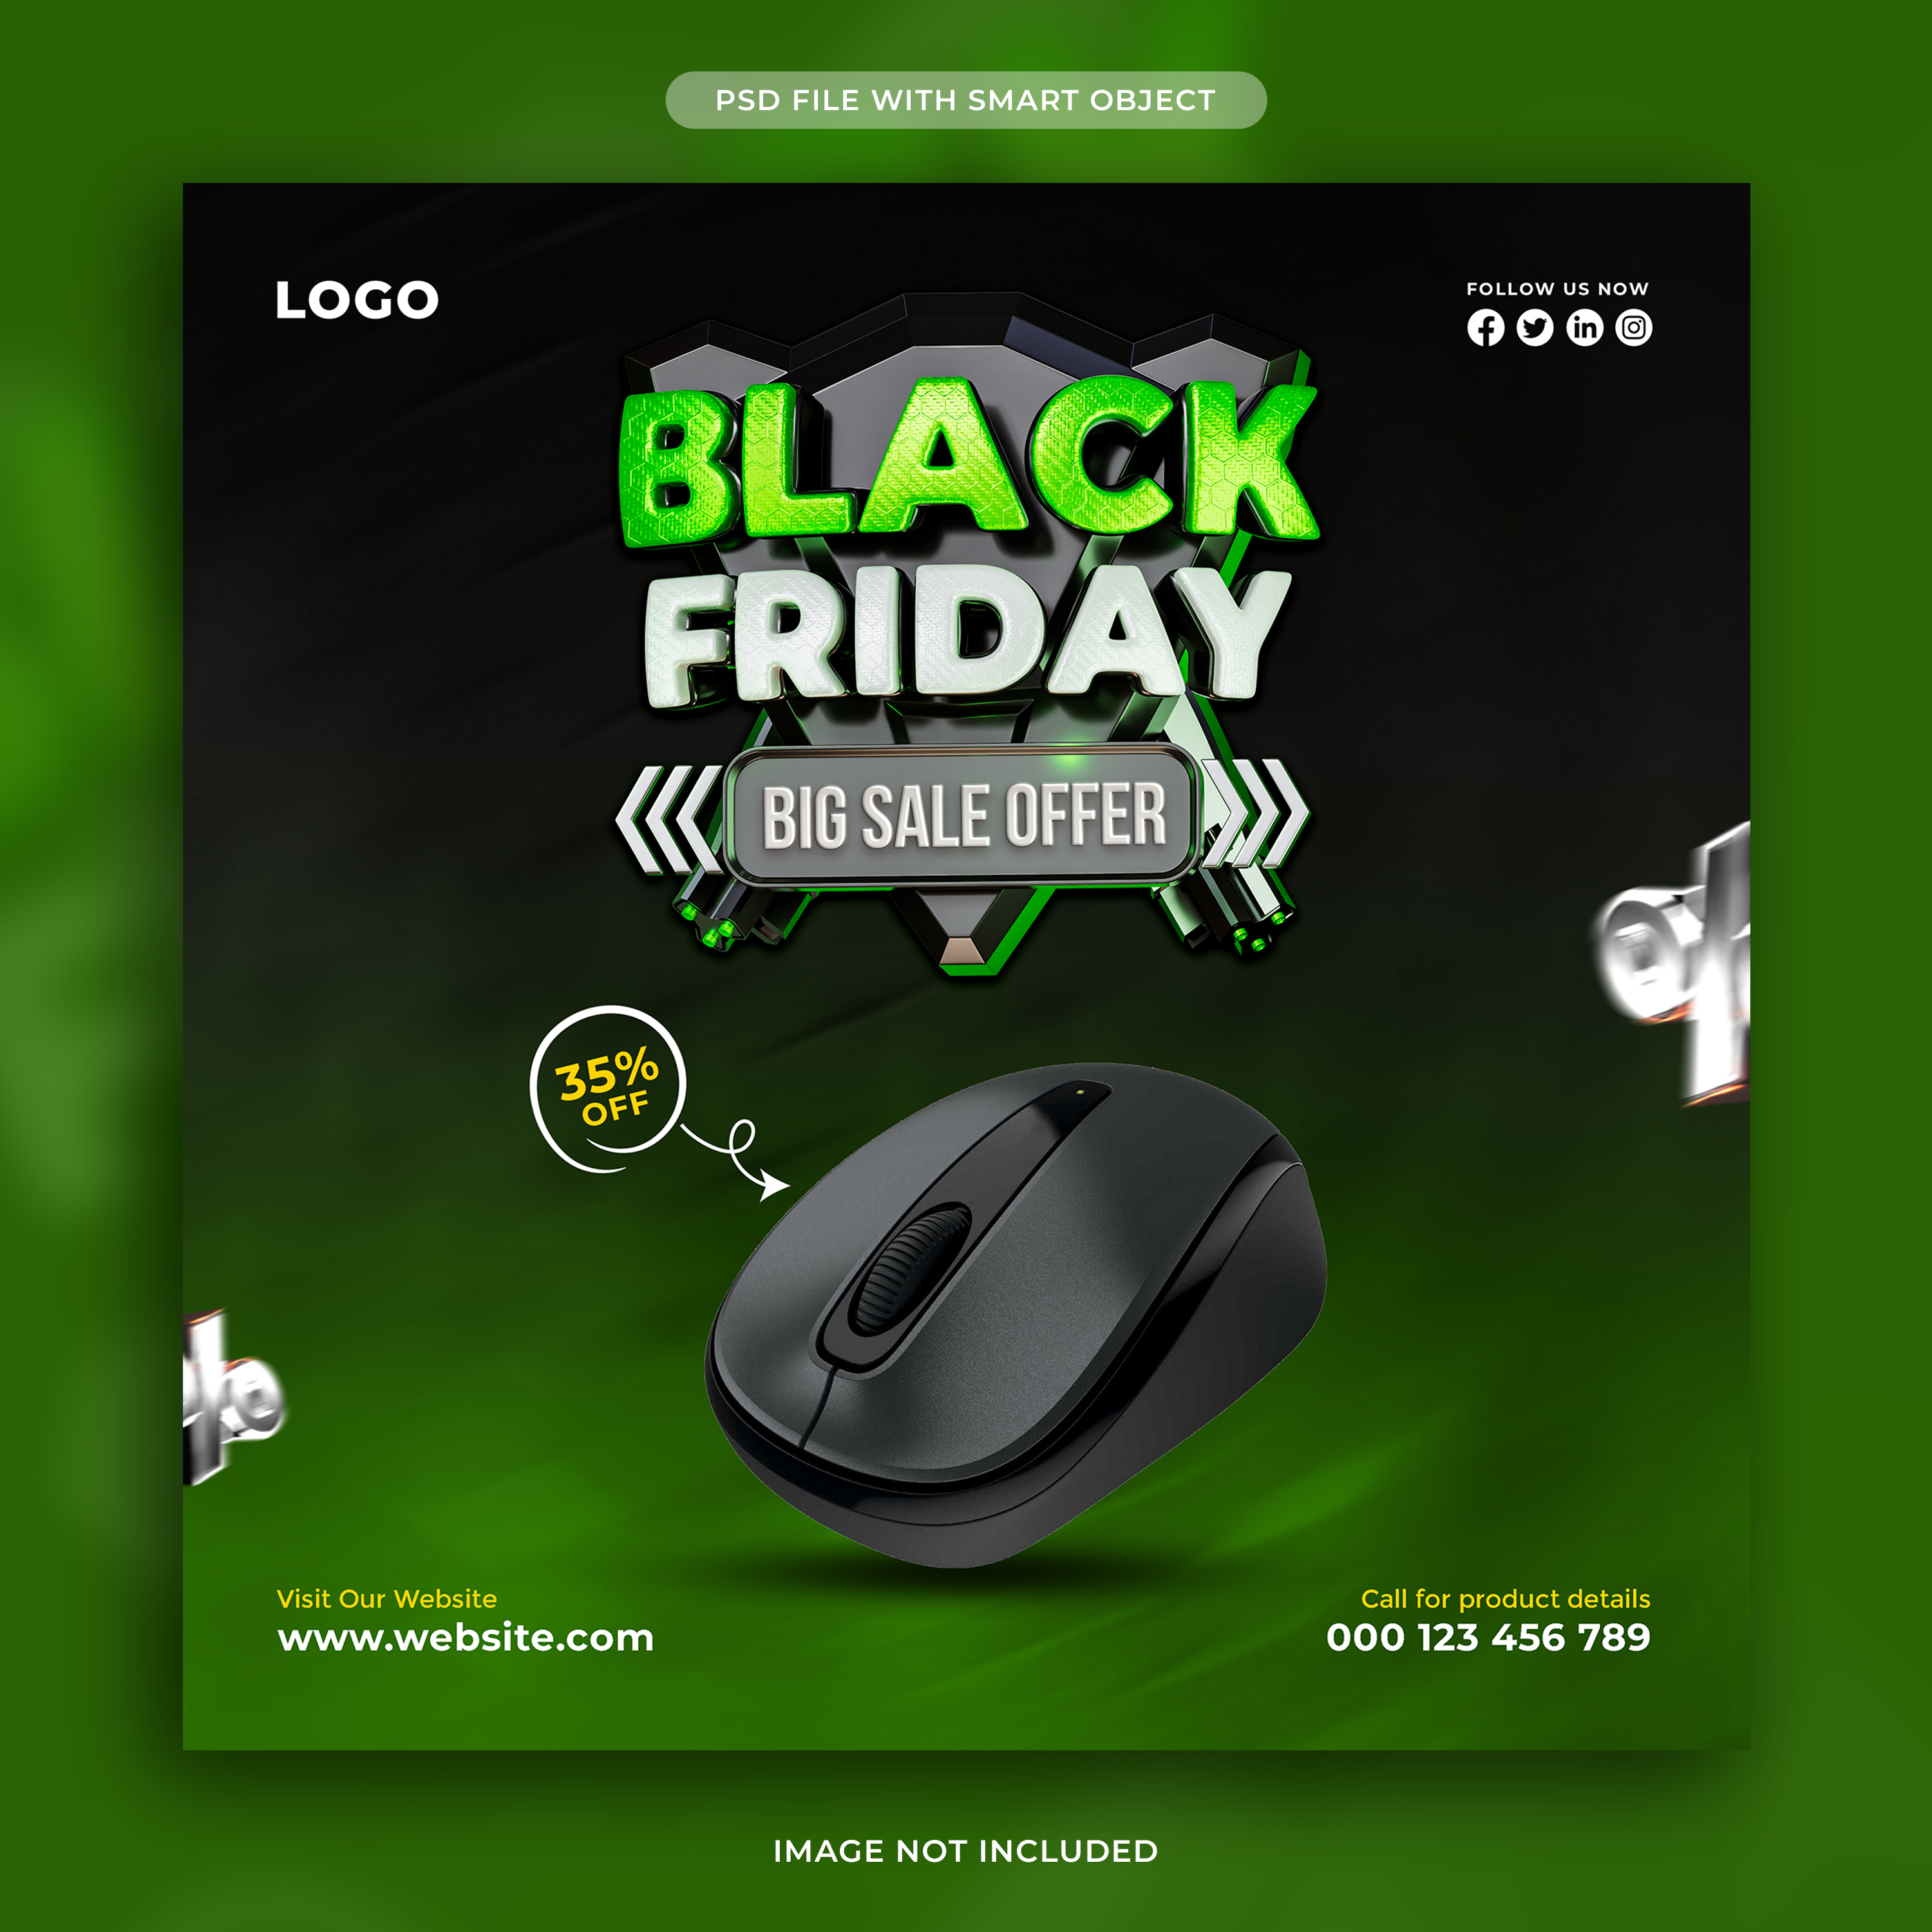 PSD FILE WITH SMART OBJECT
LOGO
FOLLOW US NOW
BLACK
FRIDAY
BIG SALE OFFER
35%
OFF
Visit Our Website
www.website.com
Call for product details
000 123 456 789
IMAGE NOT INCLUDED